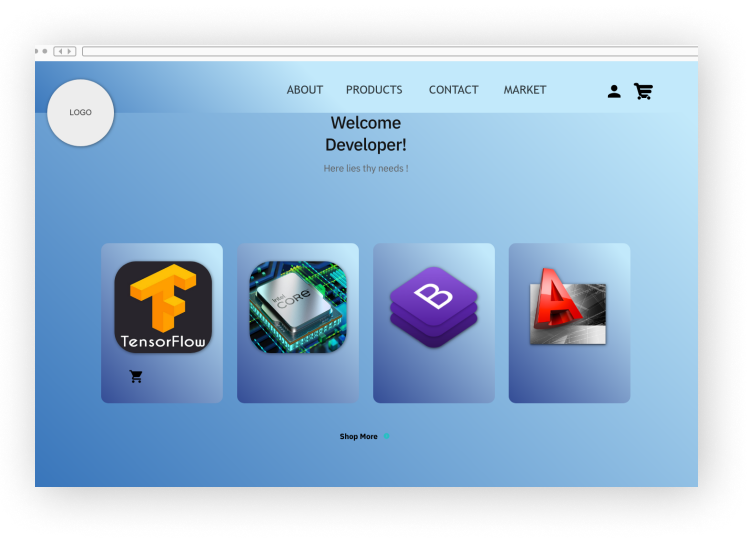 LOGO
ABOUT PRODUCTS CONTACT MARKET
Welcome
Developer!
Here lies thy needs !
TensorFlow
intel
CORE
B
A
Shop More